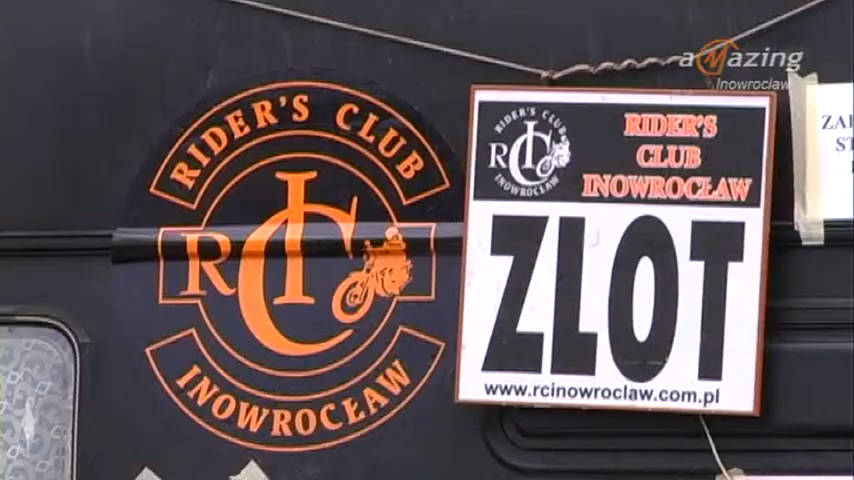 aMazing
Inowrocław
RIDER'S CLUB
RCI
INOWROCŁAW
RIDER'S CLUB
RCI
INOWROCŁAW
RIDER'S
CLUB
INOWROCŁAW
ZLOT
www.rcinowroclaw.com.pl